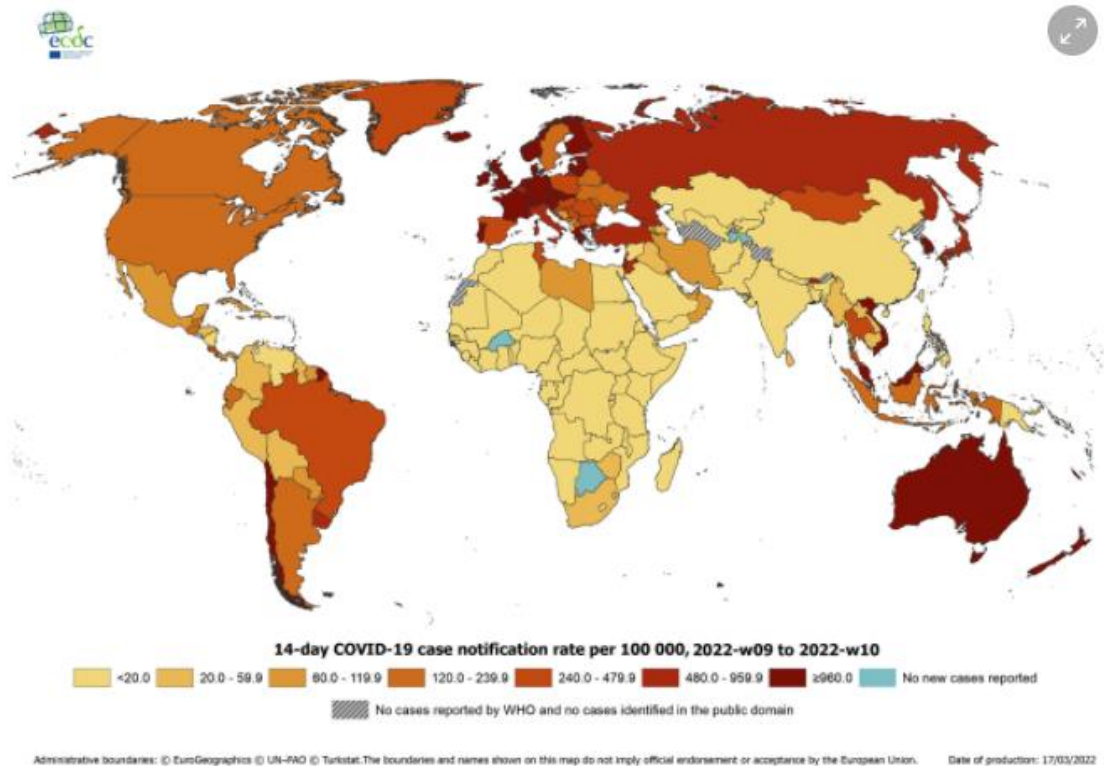 ecdc
14-day COVID-19 case notification rate per 100 000, 2022-w09 to 2022-w10
<20.0 20.0 - 59.9 60.0 - 119.9 120.0 - 239.9 240.0 - 479.9 480.0 - 959.9 ≥960.0 No new cases reported
No cases reported by WHO and no cases identified in the public domain
Administrative boundaries: © EuroGeographics © UN-FAO © Turkstat.The boundaries and names shown on this map do not imply official endorsement or acceptance by the European Union. Date of production: 17/03/2022